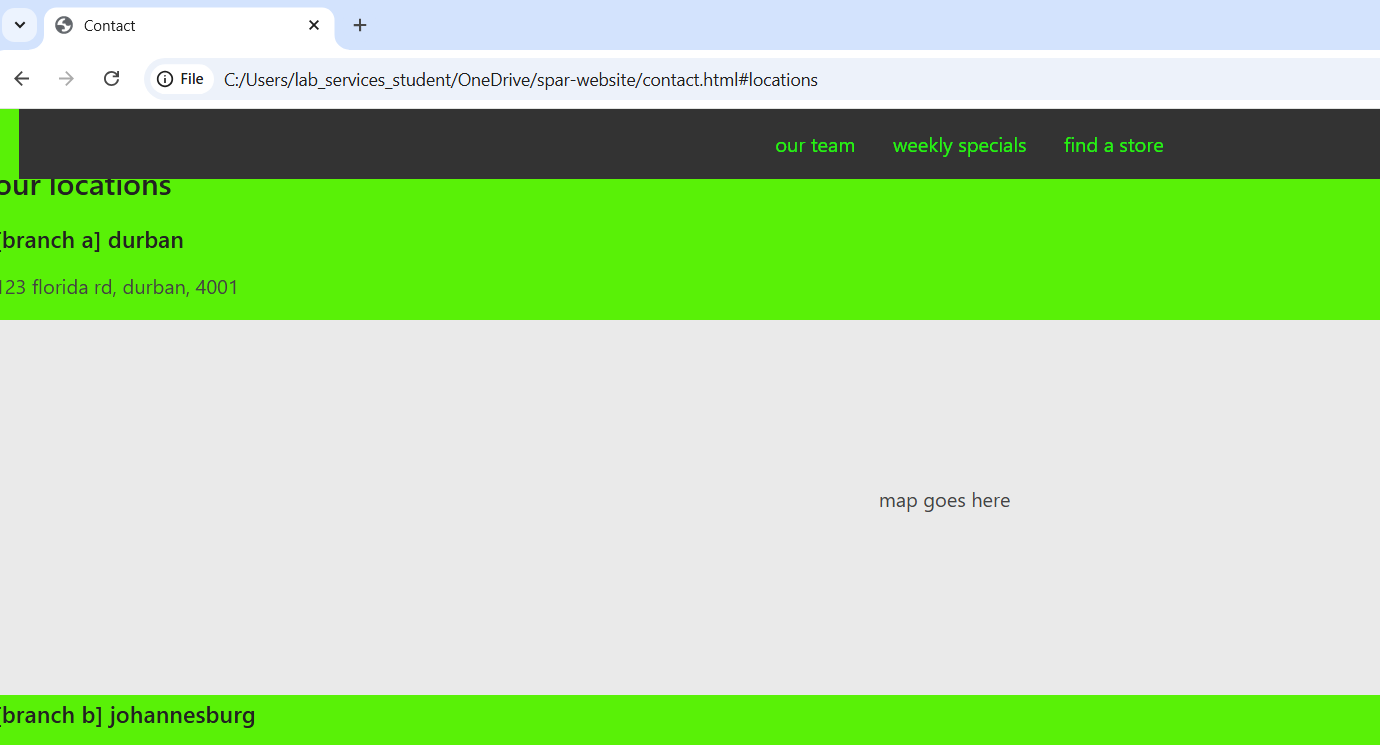 Contact
File C:/Users/lab_services_student/OneDrive/spar-website/contact.html#locations
our team weekly specials find a store
our locations
[branch a] durban
123 florida rd, durban, 4001
map goes here
[branch b] johannesburg